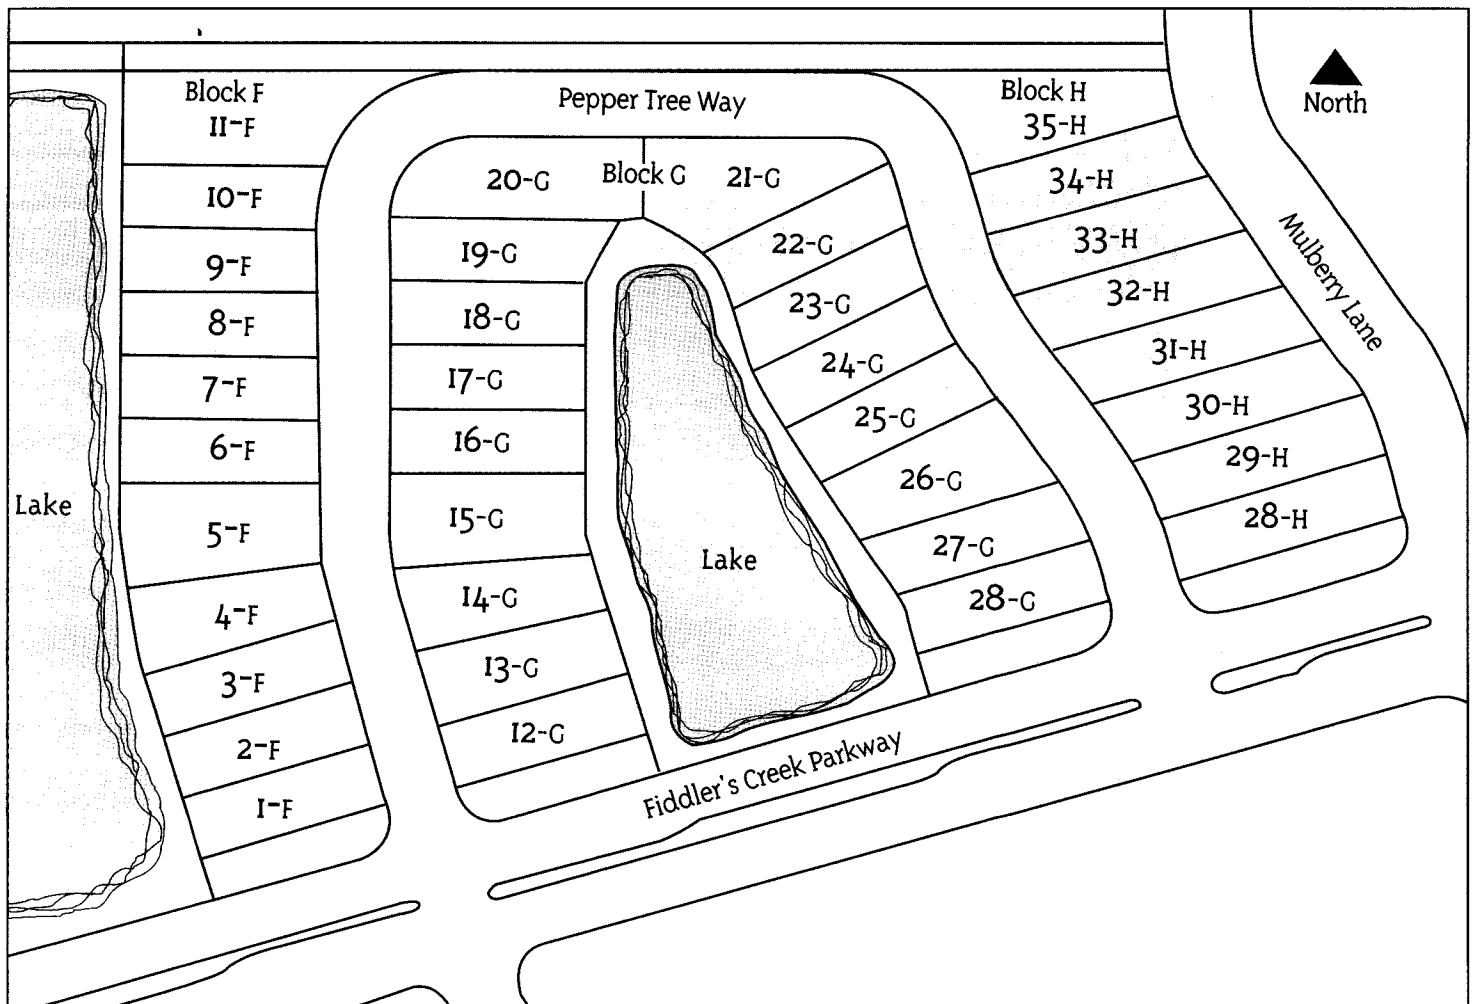 Block F
11-F
10-F
9-F
8-F
7-F
6-F
5-F
4-F
3-F
2-F
1-F
Lake
Pepper Tree Way
Block G
20-G
21-G
19-G
18-G
17-G
16-G
15-G
14-G
13-G
12-G
22-G
23-G
24-G
25-G
26-G
27-G
28-G
Lake
Block H
35-H
34-H
33-H
32-H
31-H
30-H
29-H
28-H
Mulberry Lane
North
Fiddler's Creek Parkway